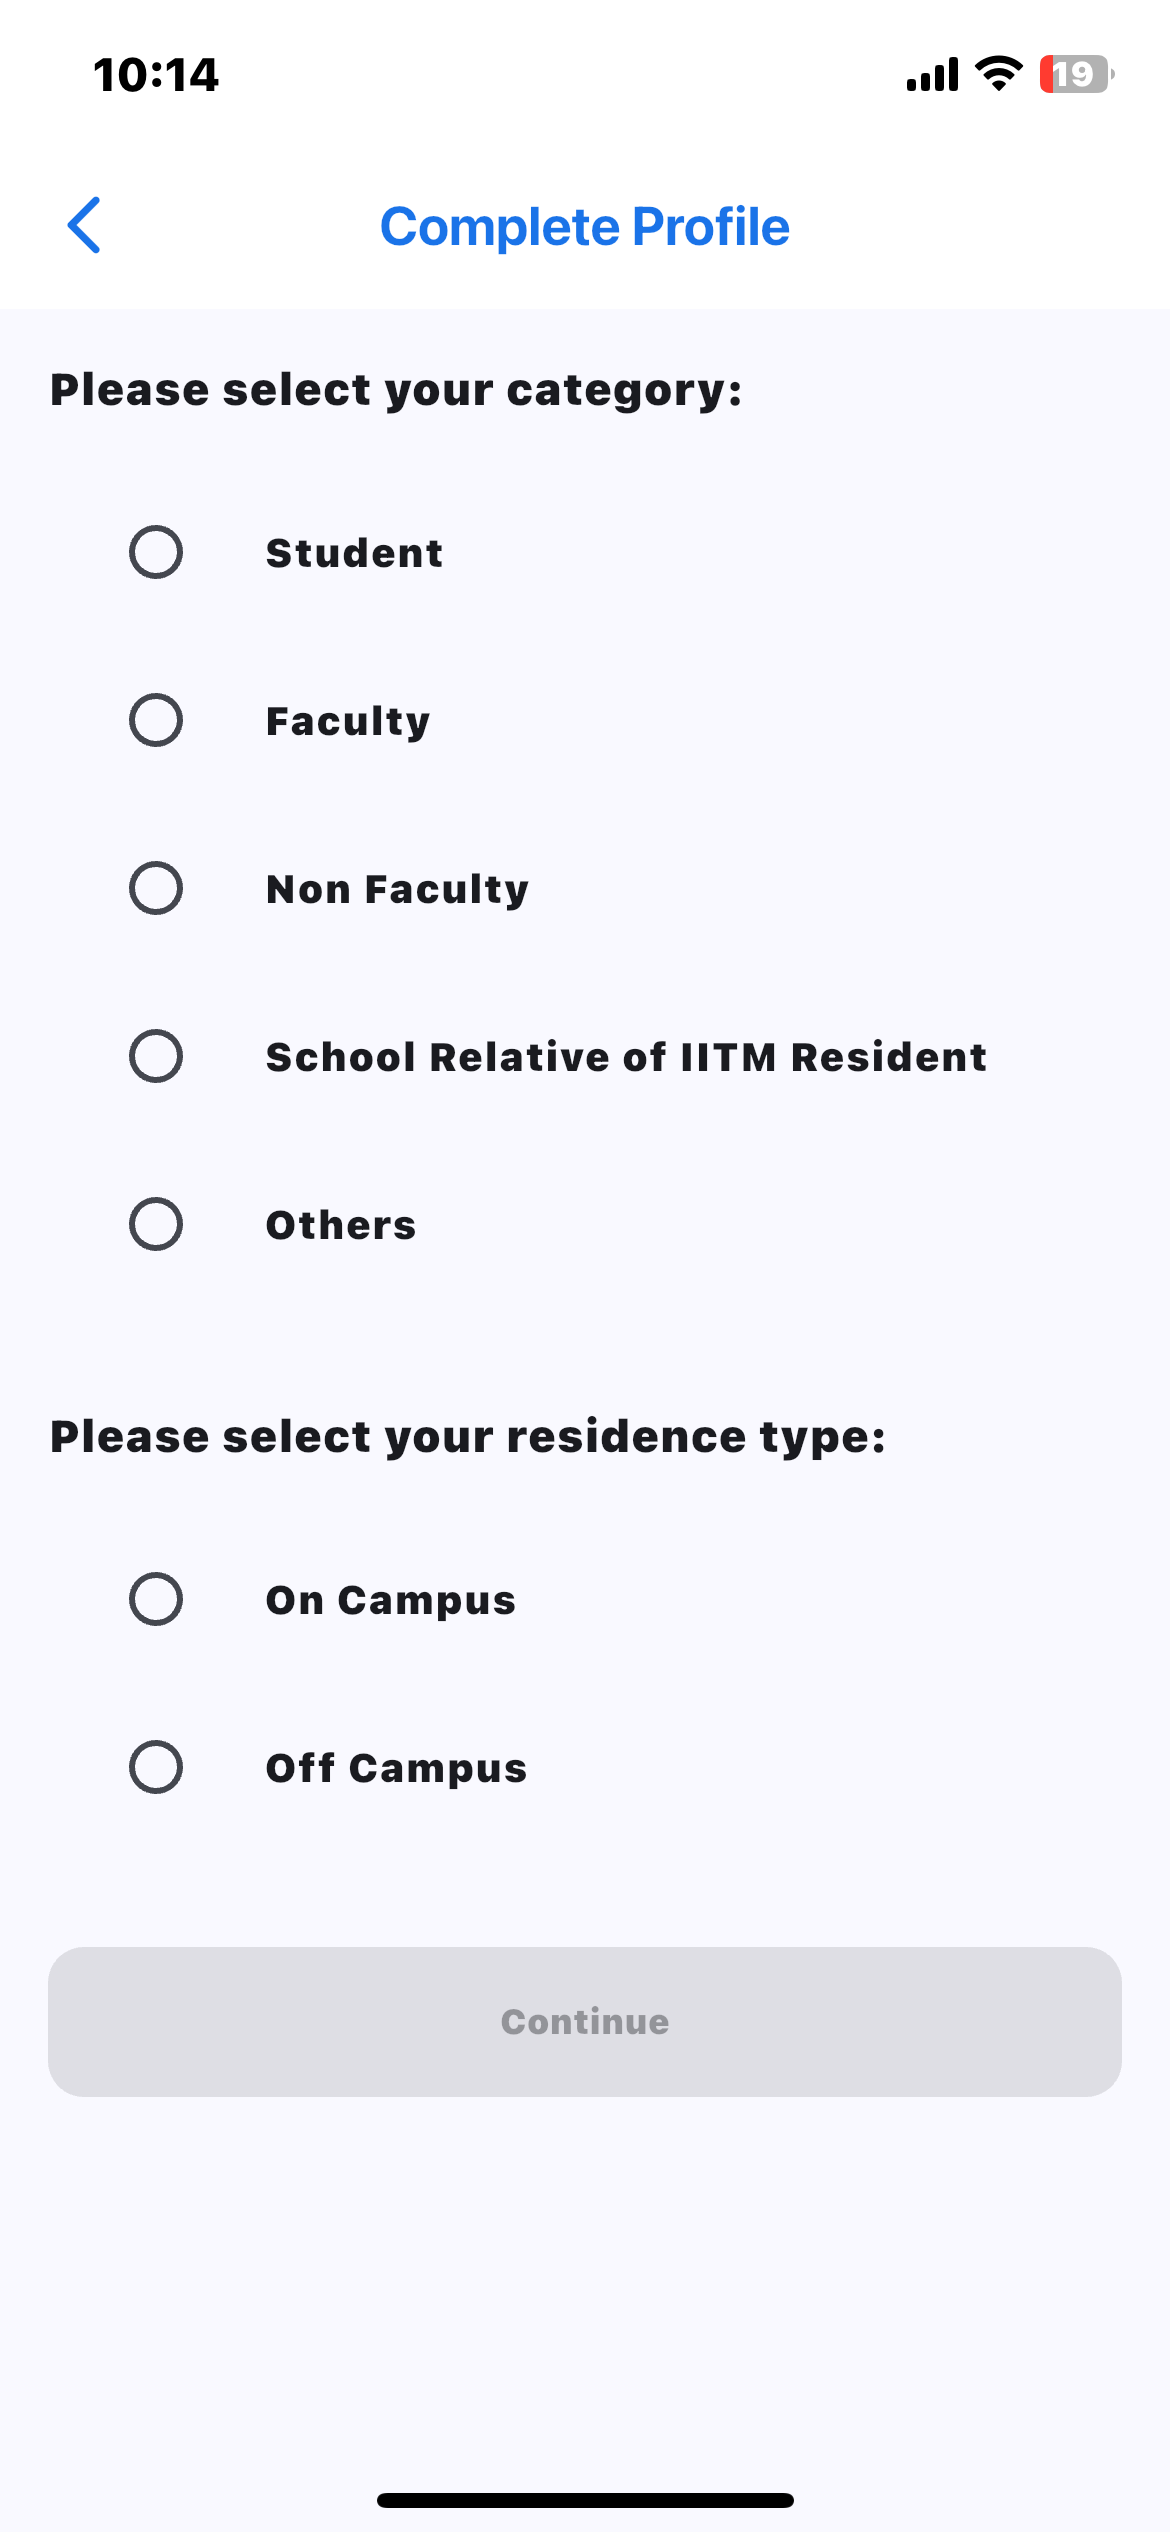 10:14
19
Complete Profile
Please select your category:
Student
Faculty
Non Faculty
School Relative of IITM Resident
Others
Please select your residence type:
On Campus
Off Campus
Continue